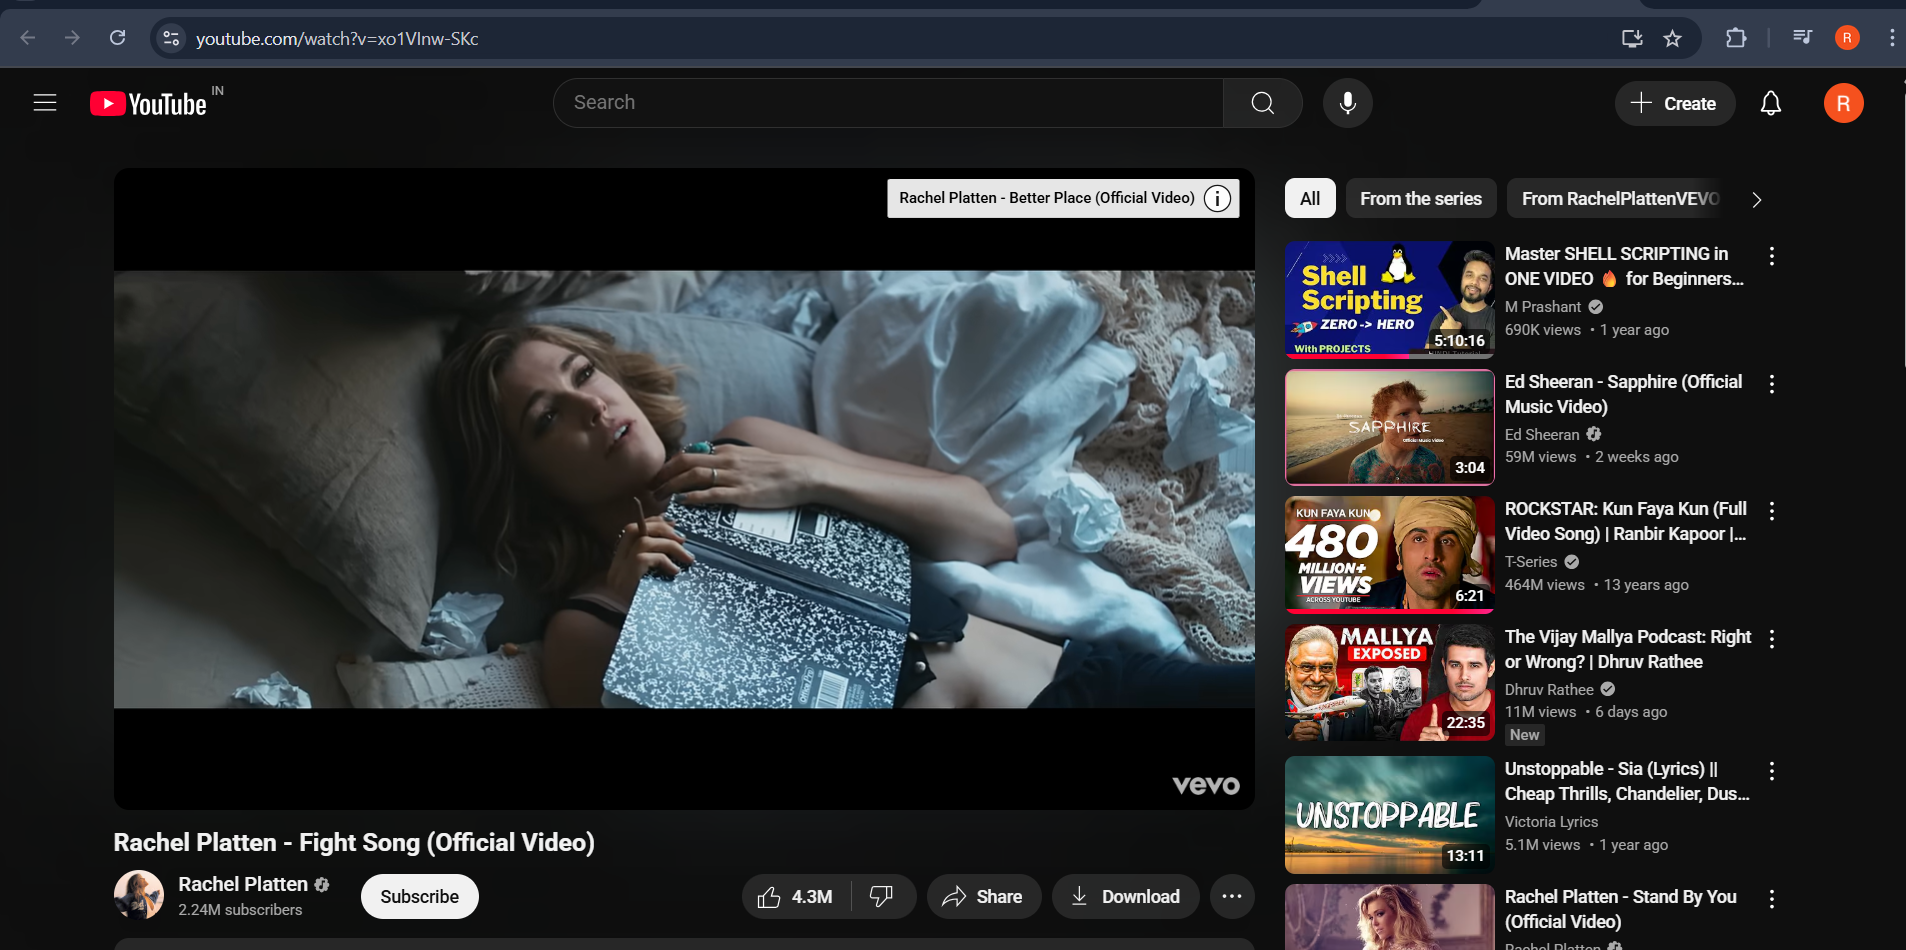 youtube.com/watch?v=xo1VInw-SKc
R
YouTube
IN
Search
Create
R
Rachel Platten - Better Place (Official Video)
vevo
Rachel Platten - Fight Song (Official Video)
Rachel Platten
2.24M subscribers
Subscribe
4.3M
Share
Download
All
From the series
From RachelPlattenVEVO
Shell
Scripting
ZERO -> HERO
With PROJECTS
5:10:16
Master SHELL SCRIPTING in
ONE VIDEO 🔥 for Beginners...
M Prashant
690K views • 1 year ago
SAPPHIRE
Official Music Video
3:04
Ed Sheeran - Sapphire (Official
Music Video)
Ed Sheeran
59M views • 2 weeks ago
KUN FAYA KUN
480
MILLION+
VIEWS
ACROSS YOUTUBE
6:21
ROCKSTAR: Kun Faya Kun (Full
Video Song) | Ranbir Kapoor |...
T-Series
464M views • 13 years ago
MALLYA
EXPOSED
22:35
The Vijay Mallya Podcast: Right
or Wrong? | Dhruv Rathee
Dhruv Rathee
11M views • 6 days ago
New
UNSTOPPABLE
13:11
Unstoppable - Sia (Lyrics) ||
Cheap Thrills, Chandelier, Dus...
Victoria Lyrics
5.1M views • 1 year ago
Rachel Platten - Stand By You
(Official Video)
Rachel Platten